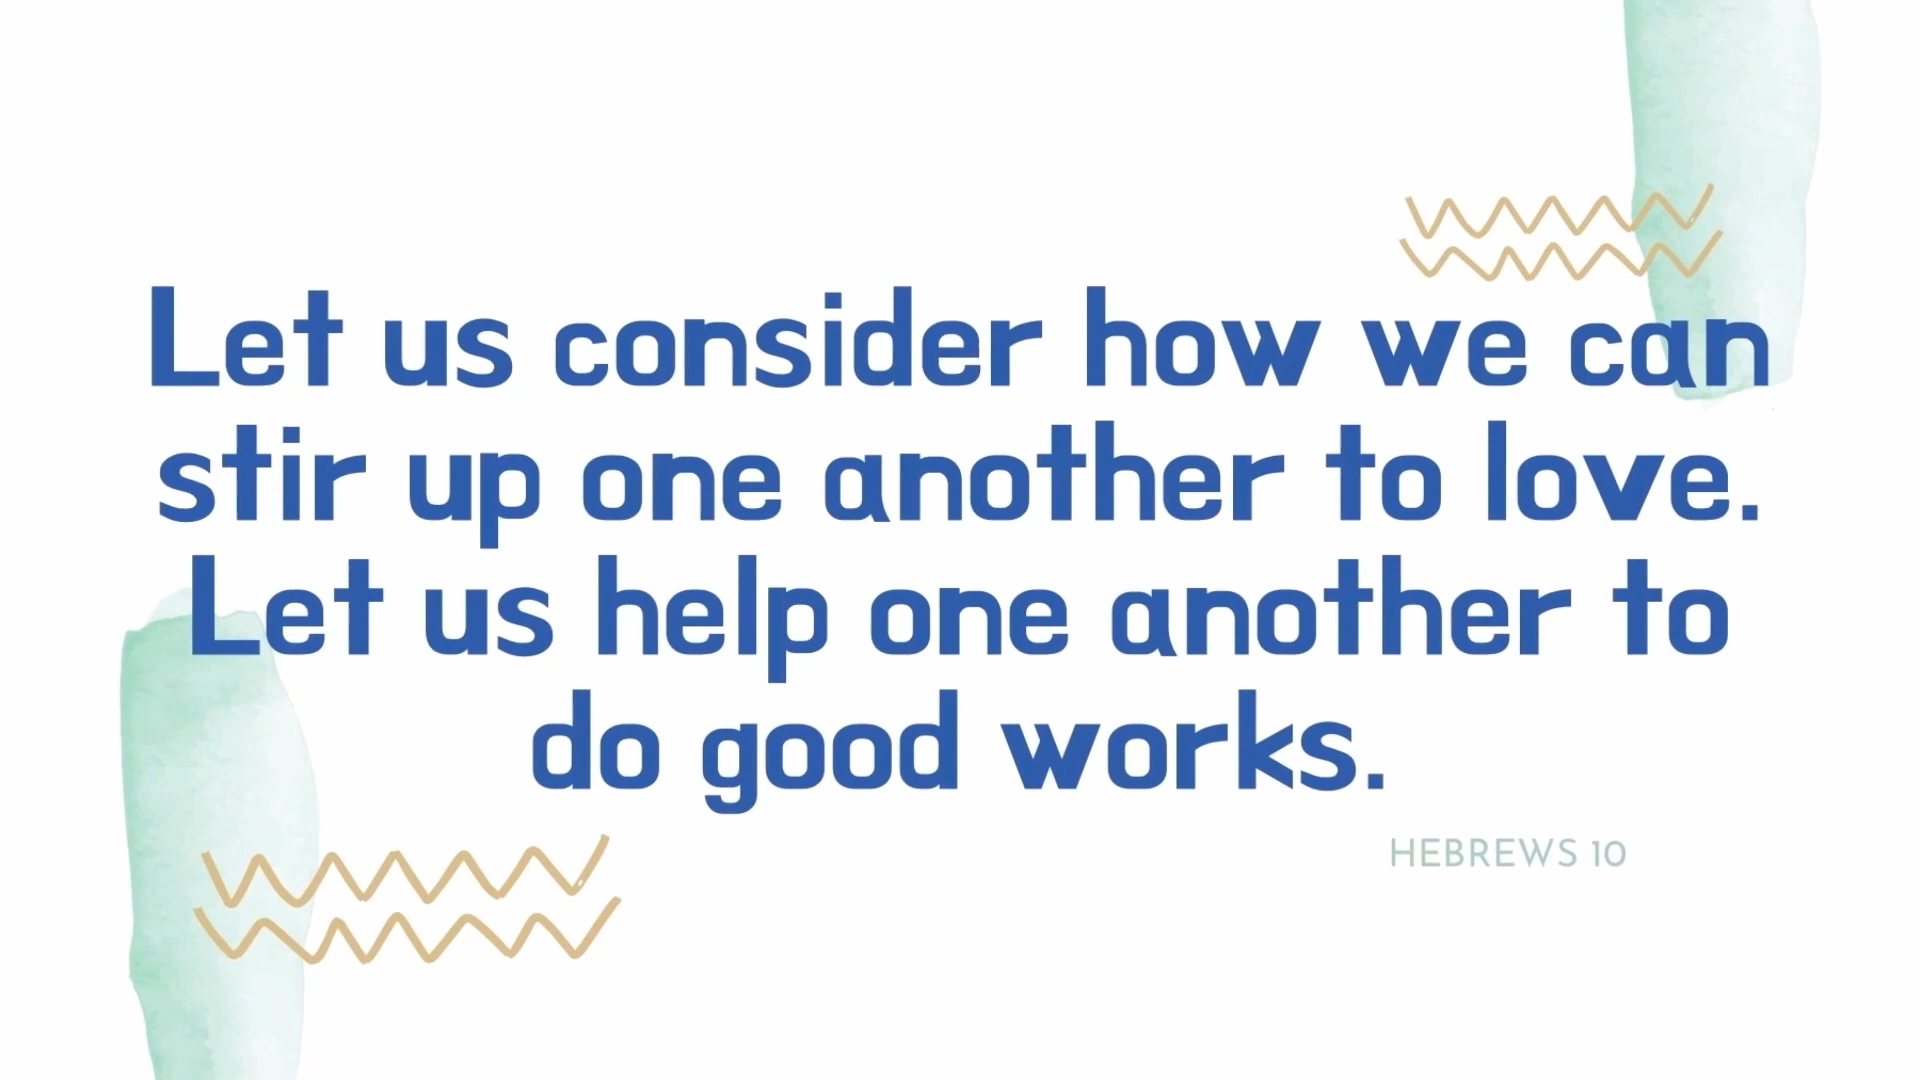 Let us consider how we can
stir up one another to love.
Let us help one another to
do good works.
HEBREWS 10